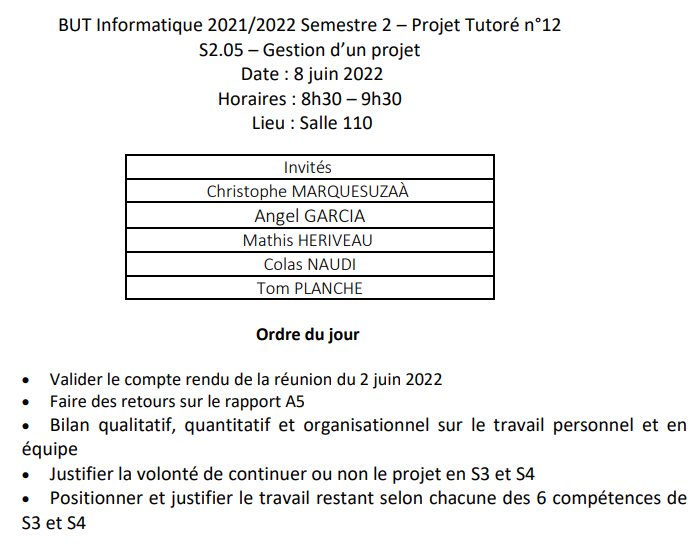 BUT Informatique 2021/2022 Semestre 2 – Projet Tutoré n°12
S2.05 – Gestion d’un projet
Date : 8 juin 2022
Horaires : 8h30 – 9h30
Lieu : Salle 110
Invités
Christophe MARQUESUZAÀ
Angel GARCIA
Mathis HERIVEAU
Colas NAUDI
Tom PLANCHE
Ordre du jour
• Valider le compte rendu de la réunion du 2 juin 2022
• Faire des retours sur le rapport A5
• Bilan qualitatif, quantitatif et organisationnel sur le travail personnel et en
équipe
• Justifier la volonté de continuer ou non le projet en S3 et S4
• Positionner et justifier le travail restant selon chacune des 6 compétences de
S3 et S4